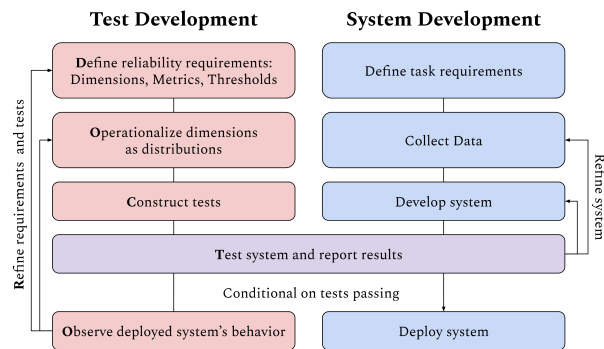 Test Development
System Development
Define reliability requirements:
Dimensions, Metrics, Thresholds
Define task requirements
Operationalize dimensions
as distributions
Collect Data
Construct tests
Develop system
Test system and report results
Conditional on tests passing
Observe deployed system's behavior
Deploy system
Refine requirements and tests
Refine system